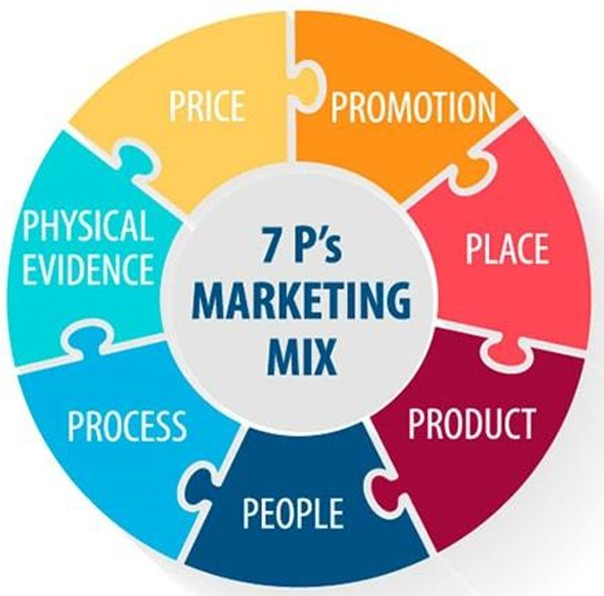 7 P's
MARKETING
MIX
PRICE
PROMOTION
PLACE
PRODUCT
PEOPLE
PROCESS
PHYSICAL
EVIDENCE